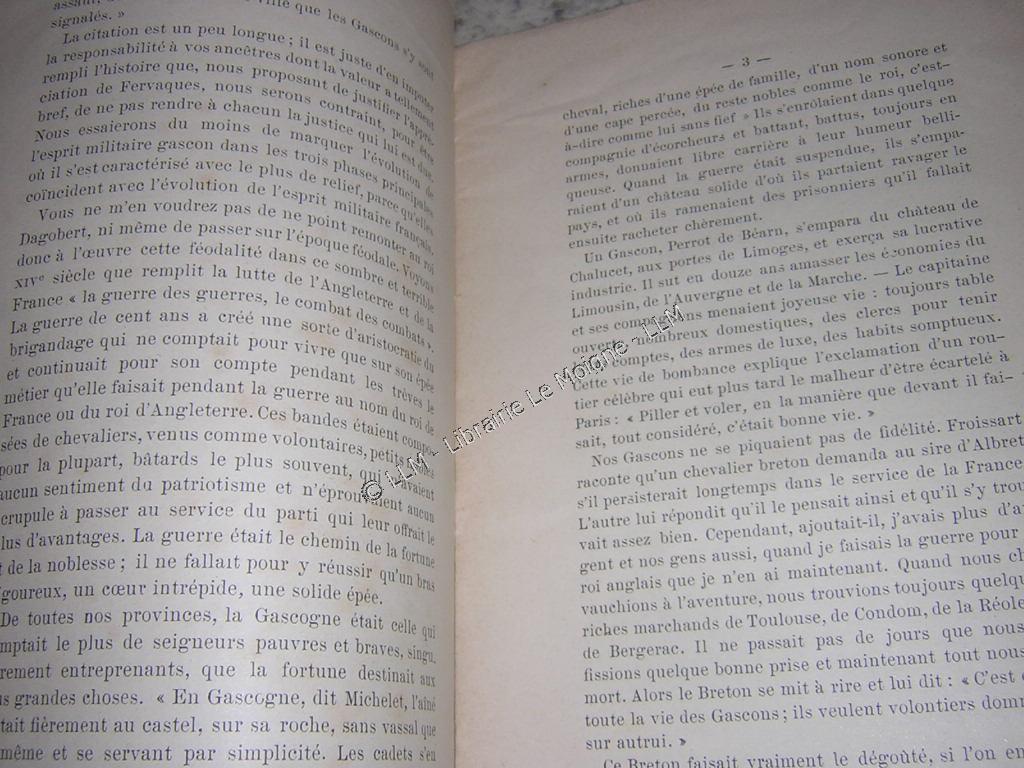 assaut, de ville que les Gascons s'y sont
signalés. »
La citation est un peu longue ; il est juste d'en imputer
la responsabilité à vos ancêtres dont la valeur a tellement
rempli l'histoire que, nous proposant de justifier l'appré-
ciation de Fervaques, nous serons contraint, pour être
bref, de ne pas rendre à chacun la justice qui lui est due.
Nous essaierons du moins de marquer l'évolution de
l'esprit militaire gascon dans les trois phases principales
où il s'est caractérisé avec le plus de relief, parce qu'elles
coïncident avec l'évolution de l'esprit militaire français.
Vous ne m'en voudrez pas de ne point remonter au roi
Dagobert, ni même de passer sur l'époque féodale. Voyons
donc à l'œuvre cette féodalité dans ce sombre et terrible
XIVe siècle que remplit la lutte de l'Angleterre et de la
France « la guerre des guerres, le combat des combats ».
La guerre de cent ans a créé une sorte d'aristocratie du
brigandage qui ne comptait pour vivre que sur son épée
et continuait pour son compte pendant les trèves le
métier qu'elle faisait pendant la guerre au nom du roi de
France ou du roi d'Angleterre. Ces bandes étaient compo-
sées de chevaliers, venus comme volontaires, petits nobles
pour la plupart, bâtards le plus souvent, qui n'avaient
aucun sentiment du patriotisme et n'éprouvaient aucun
crupule à passer au service du parti qui leur offrait le
lus d'avantages. La guerre était le chemin de la fortune
t de la noblesse ; il ne fallait pour y réussir qu'un bras
igoureux, un cœur intrépide, une solide épée.
De toutes nos provinces, la Gascogne était celle qui
mptait le plus de seigneurs pauvres et braves, singu-
rement entreprenants, que la fortune destinait aux
us grandes choses. « En Gascogne, dit Michelet, l'aîné
tait fièrement au castel, sur sa roche, sans vassal que
même et se servant par simplicité. Les cadets s'en
— 3 —
cheval, riches d'une épée de famille, d'un nom sonore et
d'une cape percée, du reste nobles comme le roi, c'est-
à-dire comme lui sans fief » Ils s'enrôlaient dans quelque
compagnie d'écorcheurs et battant, battus, toujours en
armes, donnaient libre carrière à leur humeur belli-
queuse. Quand la guerre était suspendue, ils s'empa-
raient d'un château solide d'où ils partaient ravager le
pays, et où ils ramenaient des prisonniers qu'il fallait
ensuite racheter chèrement.
Un Gascon, Perrot de Béarn, s'empara du château de
Chalucet, aux portes de Limoges, et exerça sa lucrative
industrie. Il sut en douze ans amasser les économies du
Limousin, de l'Auvergne et de la Marche. — Le capitaine
et ses compagnons menaient joyeuse vie : toujours table
ouverte, nombreux domestiques, des clercs pour tenir
les comptes, des armes de luxe, des habits somptueux.
Cette vie de bombance explique l'exclamation d'un rou-
tier célèbre qui eut plus tard le malheur d'être écartelé à
Paris : « Piller et voler, en la manière que devant il fai-
sait, tout considéré, c'était bonne vie. »
Nos Gascons ne se piquaient pas de fidélité. Froissart
raconte qu'un chevalier breton demanda au sire d'Albret
s'il persisterait longtemps dans le service de la France
L'autre lui répondit qu'il le pensait ainsi et qu'il s'y trou
vait assez bien. Cependant, ajoutait-il, j'avais plus d'ar
gent et nos gens aussi, quand je faisais la guerre pour
roi anglais que je n'en ai maintenant. Quand nous ch
vauchions à l'aventure, nous trouvions toujours quelqu
riches marchands de Toulouse, de Condom, de la Réole
de Bergerac. Il ne passait pas de jours que nous
fissions quelque bonne prise et maintenant tout nous
mort. Alors le Breton se mit à rire et lui dit : « C'est d
toute la vie des Gascons ; ils veulent volontiers domm
sur autrui. »
Ce Breton faisait vraiment le dégoûté, si l'on en
© LLM - Librairie Le Moigne - LLM